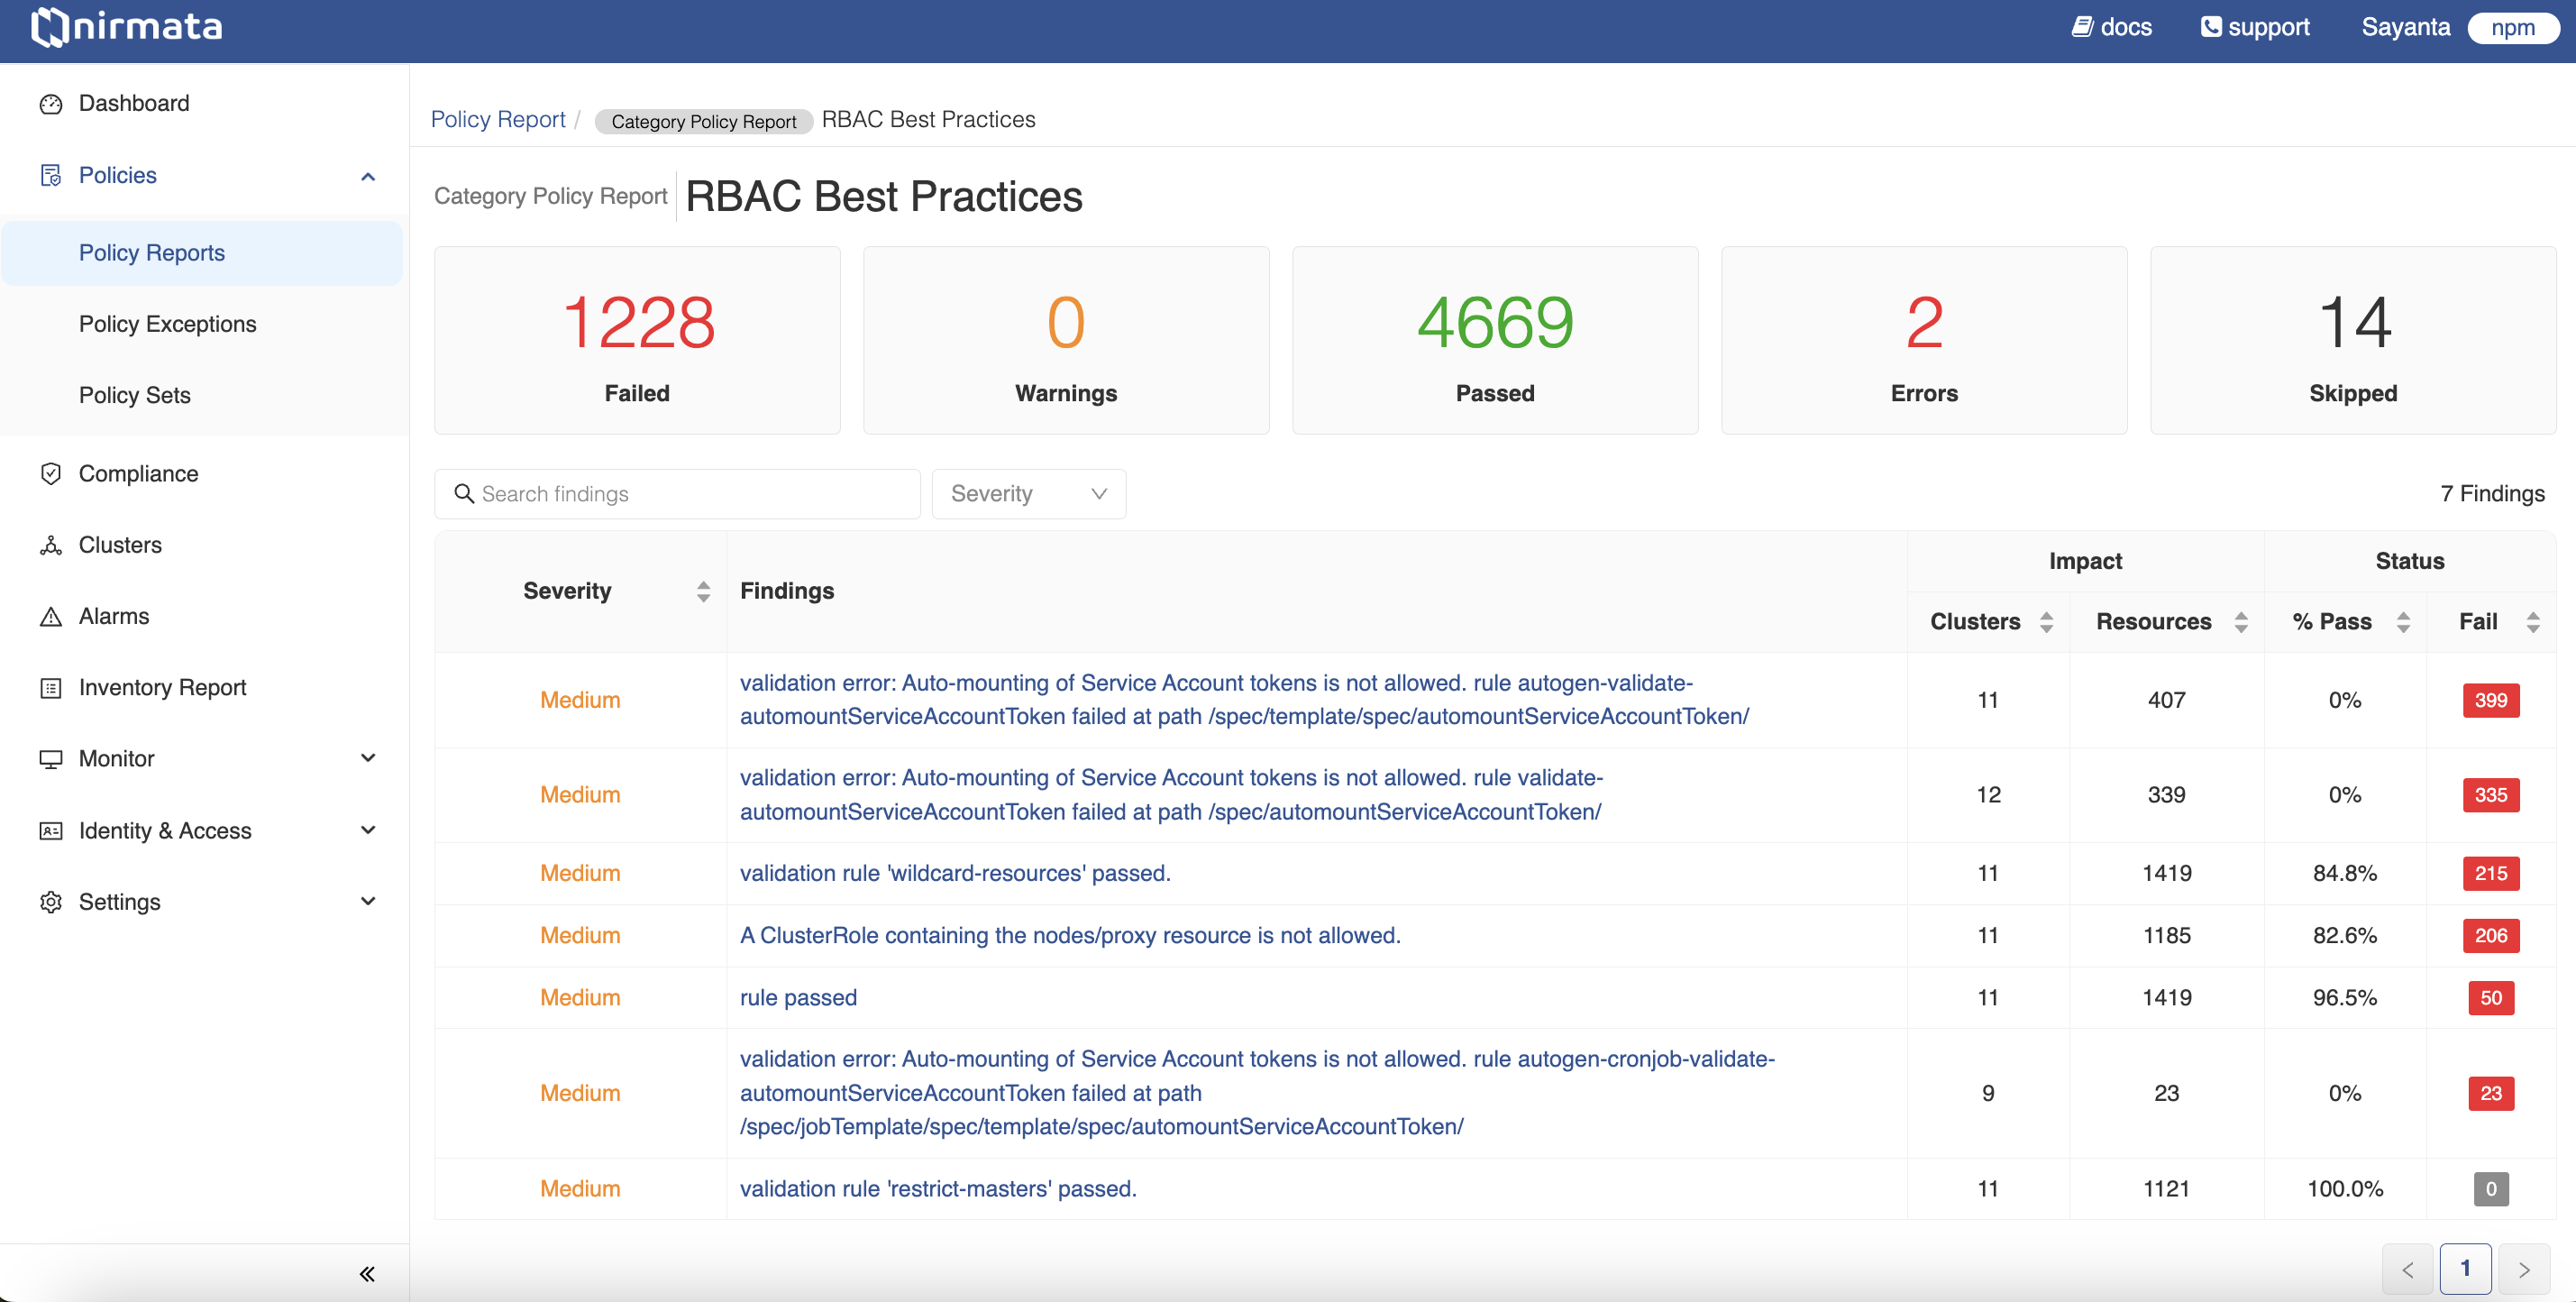 nirmata
docs
support
Sayanta
npm
Dashboard
Policies
Policy Reports
Policy Exceptions
Policy Sets
Compliance
Clusters
Alarms
Inventory Report
Monitor
Identity & Access
Settings
Policy Report / Category Policy Report RBAC Best Practices
Category Policy Report RBAC Best Practices
1228
Failed
0
Warnings
4669
Passed
2
Errors
14
Skipped
Search findings
Severity
7 Findings
Severity
Findings
Impact
Status
Clusters
Resources
% Pass
Fail
Medium
validation error: Auto-mounting of Service Account tokens is not allowed. rule autogen-validate-
automountServiceAccountToken failed at path /spec/template/spec/automountServiceAccountToken/
11
407
0%
399
Medium
validation error: Auto-mounting of Service Account tokens is not allowed. rule validate-
automountServiceAccountToken failed at path /spec/automountServiceAccountToken/
12
339
0%
335
Medium
validation rule 'wildcard-resources' passed.
11
1419
84.8%
215
Medium
A ClusterRole containing the nodes/proxy resource is not allowed.
11
1185
82.6%
206
Medium
rule passed
11
1419
96.5%
50
Medium
validation error: Auto-mounting of Service Account tokens is not allowed. rule autogen-cronjob-validate-
automountServiceAccountToken failed at path
/spec/jobTemplate/spec/template/spec/automountServiceAccountToken/
9
23
0%
23
Medium
validation rule 'restrict-masters' passed.
11
1121
100.0%
0
1